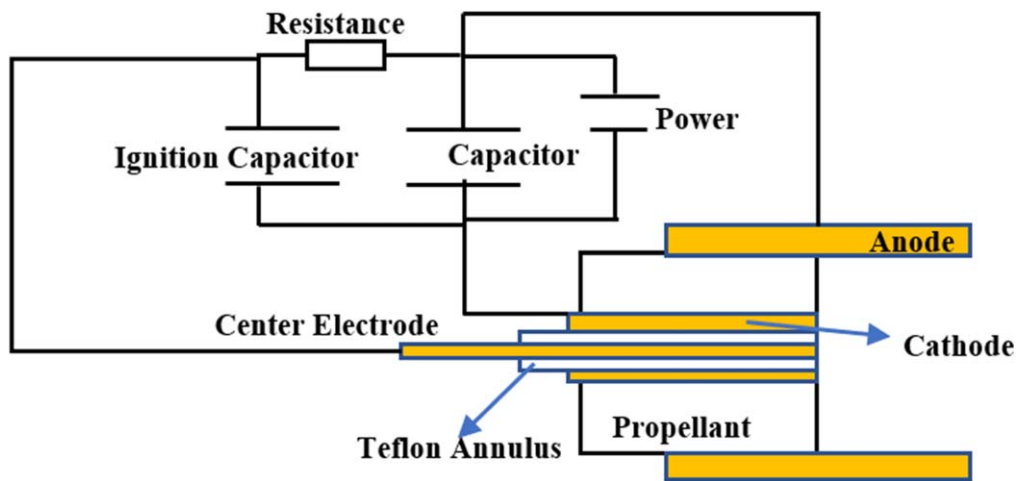 Resistance
Ignition Capacitor
Capacitor
Power
Anode
Center Electrode
Cathode
Teflon Annulus
Propellant